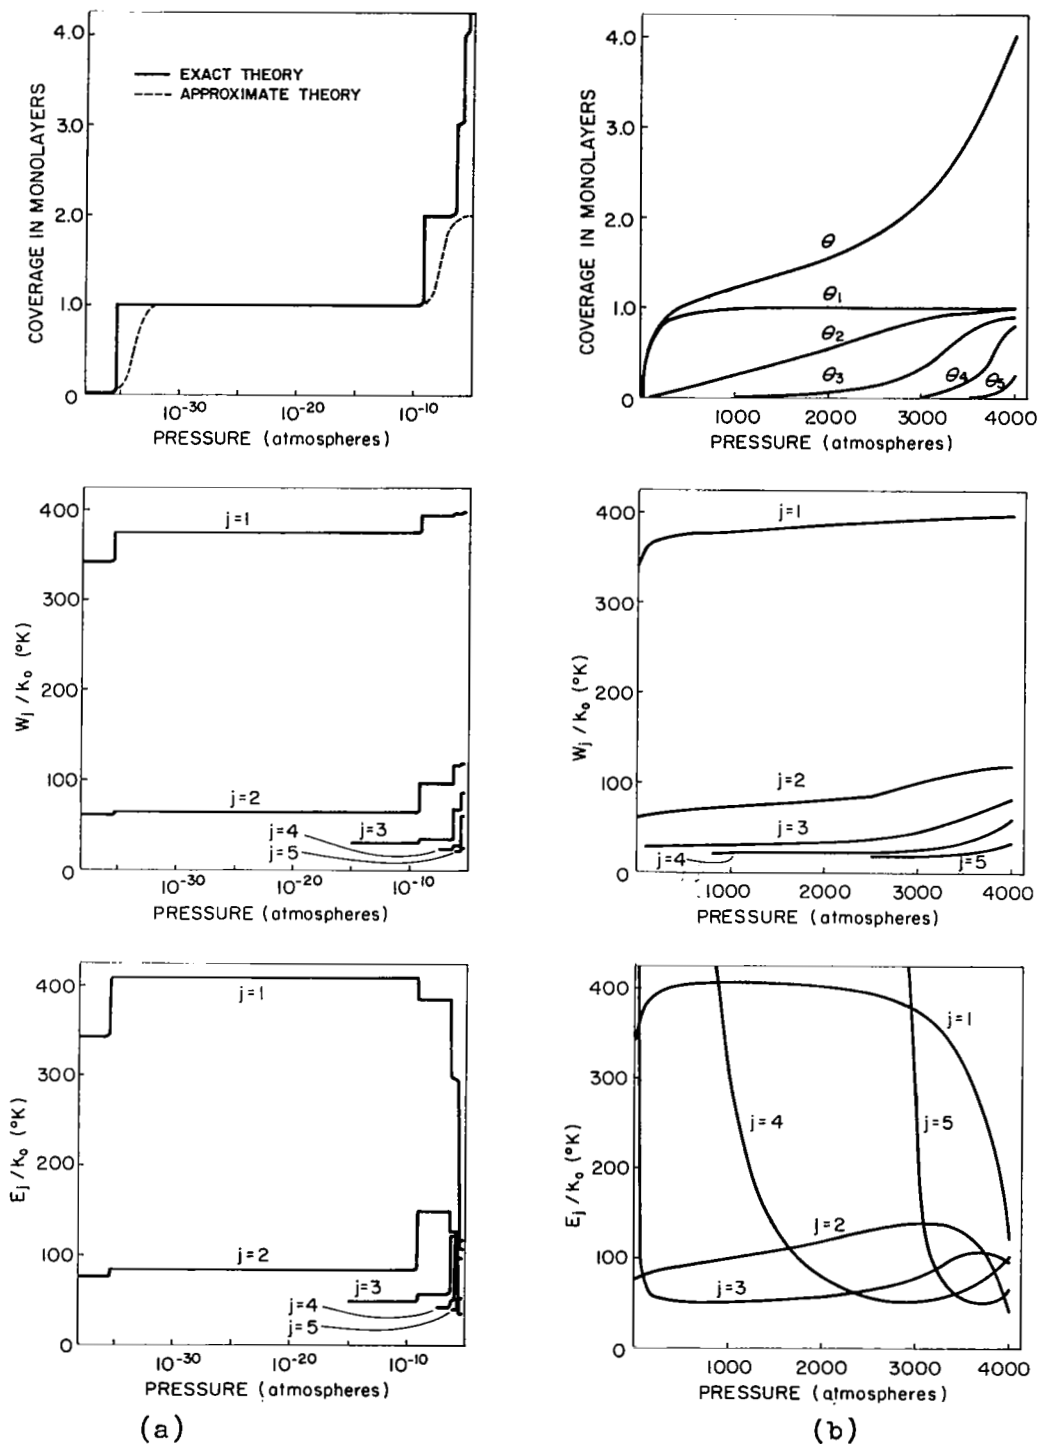 4.0
3.0
2.0
1.0
0
COVERAGE IN MONOLAYERS
EXACT THEORY
APPROXIMATE THEORY
10⁻³⁰
10⁻²⁰
10⁻¹⁰
PRESSURE (atmospheres)
4.0
3.0
2.0
1.0
0
COVERAGE IN MONOLAYERS
θ
θ₁
θ₂
θ₃
θ₄
θ₅
1000
2000
3000
4000
PRESSURE (atmospheres)
400
300
200
100
0
Wⱼ/k₀ (°K)
j=1
j=2
j=3
j=4
j=5
10⁻³⁰
10⁻²⁰
10⁻¹⁰
PRESSURE (atmospheres)
400
300
200
100
0
Wⱼ/k₀ (°K)
j=1
j=2
j=3
j=4
j=5
1000
2000
3000
4000
PRESSURE (atmospheres)
400
300
200
100
0
Eⱼ/k₀ (°K)
j=1
j=2
j=3
j=4
j=5
10⁻³⁰
10⁻²⁰
10⁻¹⁰
PRESSURE (atmospheres)
(a)
400
300
200
100
0
Eⱼ/k₀ (°K)
j=1
j=4
j=5
j=2
j=3
1000
2000
3000
4000
PRESSURE (atmospheres)
(b)